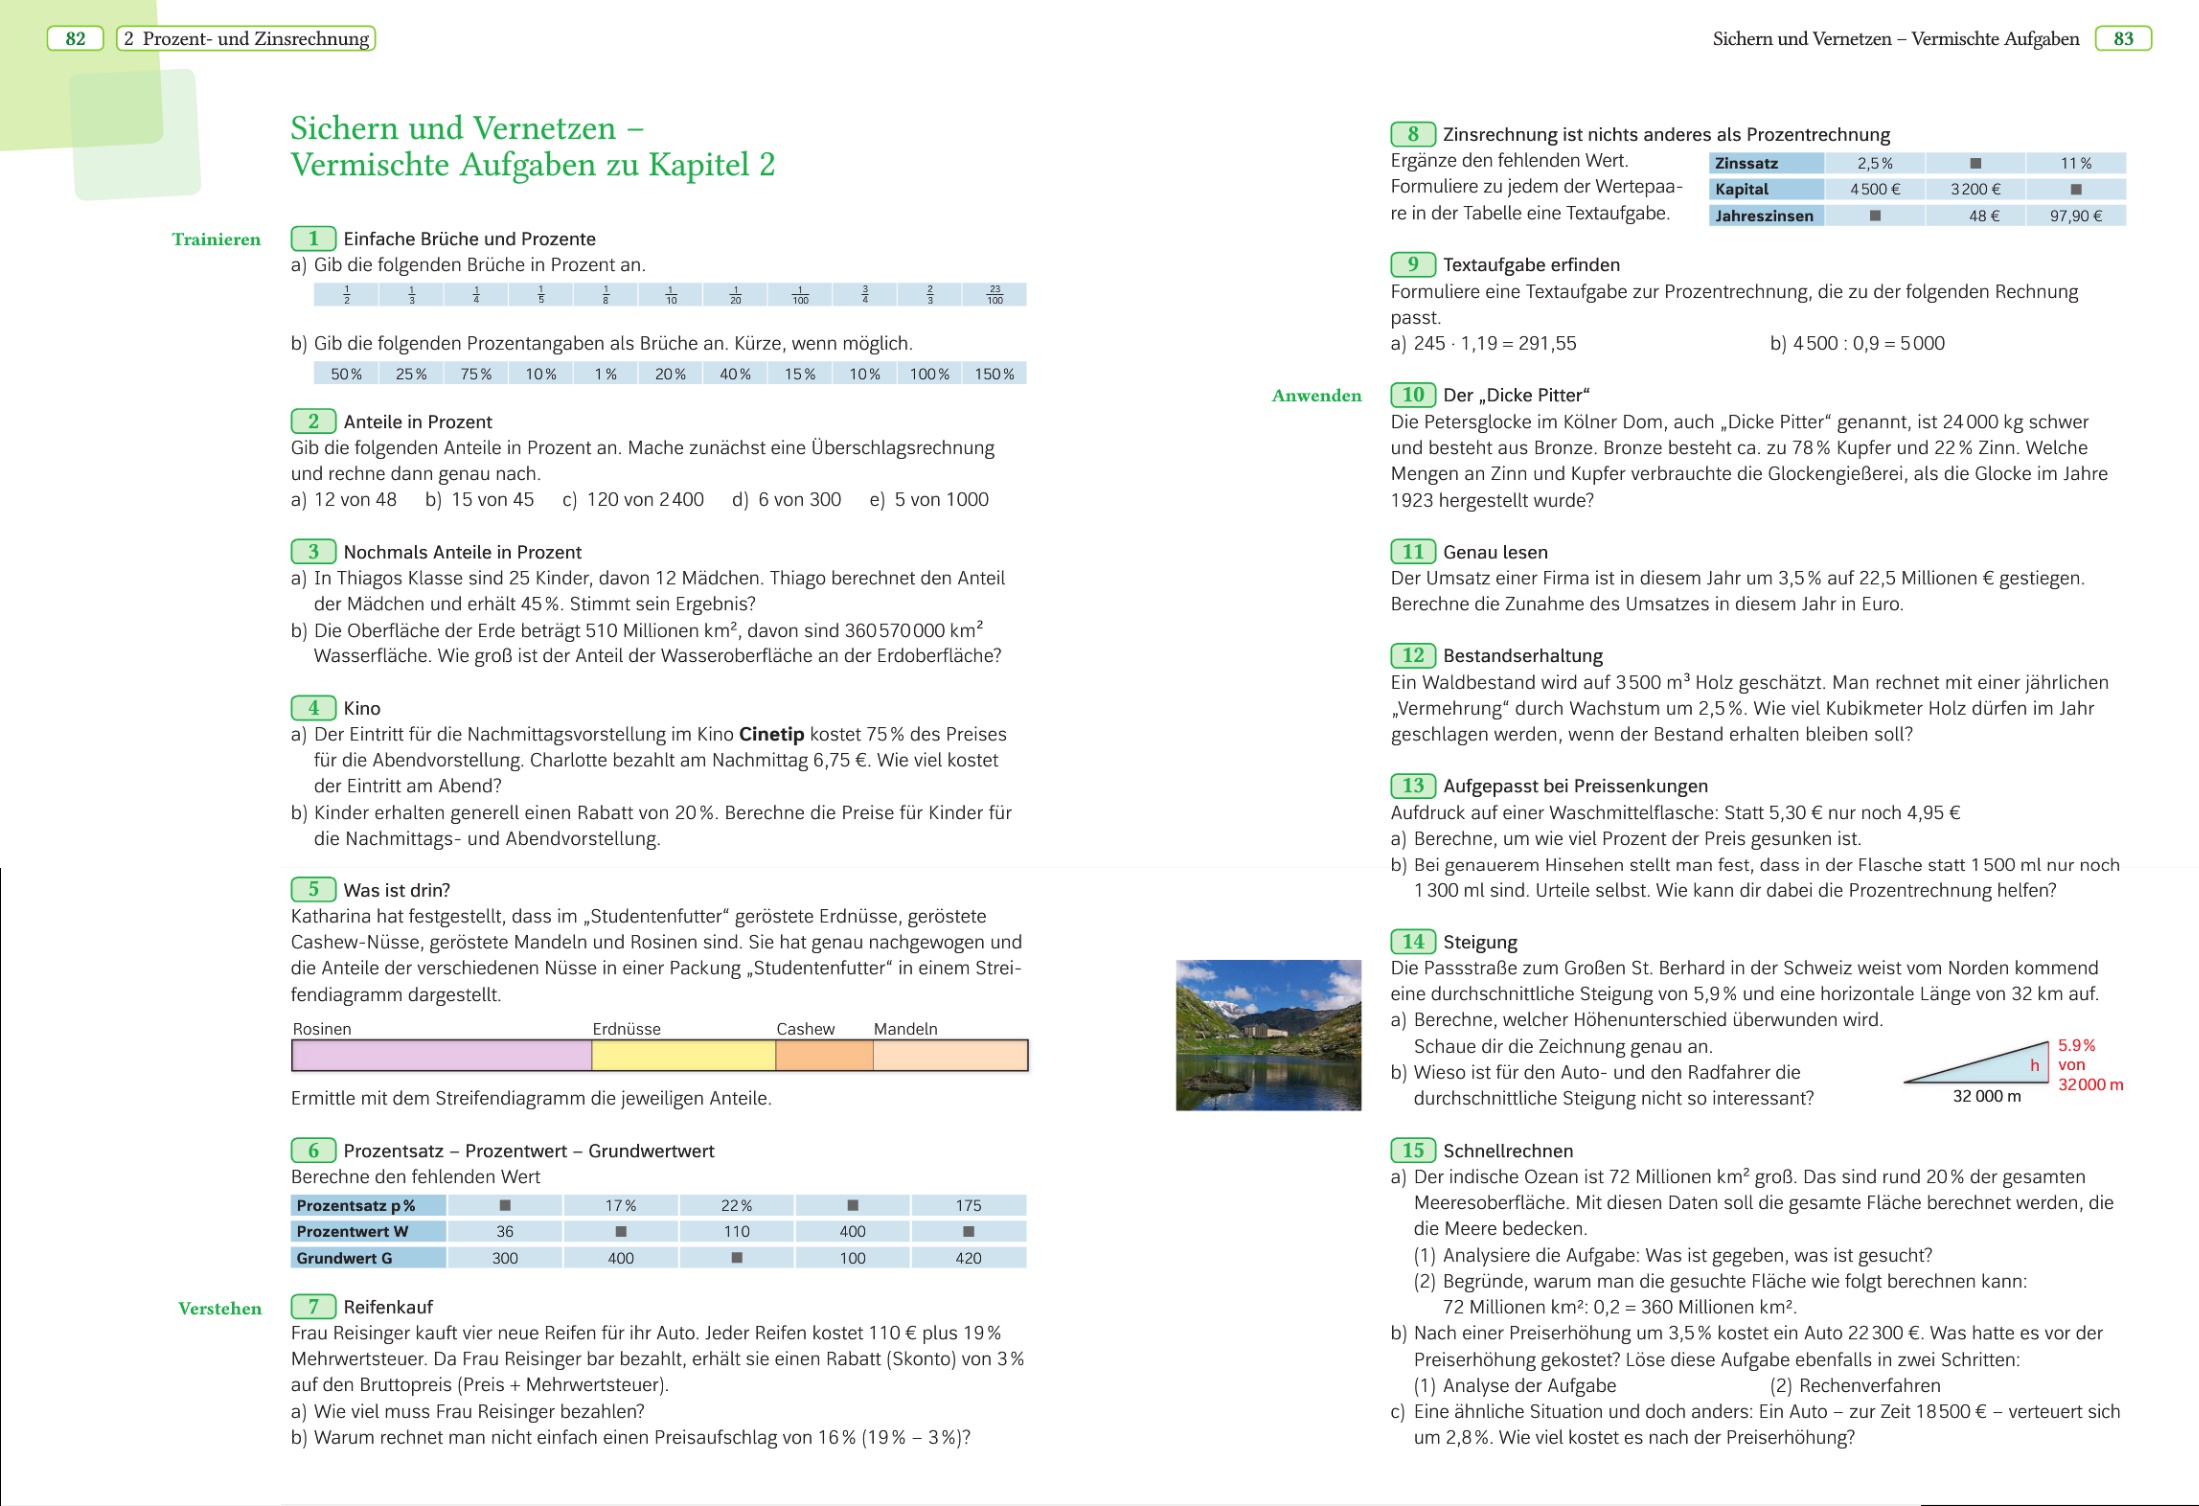 82
2 Prozent- und Zinsrechnung
Sichern und Vernetzen –
Vermischte Aufgaben zu Kapitel 2
Trainieren
1 Einfache Brüche und Prozente
a) Gib die folgenden Brüche in Prozent an.
1/2 1/3 1/4 1/5 1/8 1/10 1/20 1/100 3/4 2/3 23/100
b) Gib die folgenden Prozentangaben als Brüche an. Kürze, wenn möglich.
50 % 25 % 75 % 10 % 1 % 20 % 40 % 15 % 10 % 100 % 150 %
2 Anteile in Prozent
Gib die folgenden Anteile in Prozent an. Mache zunächst eine Überschlagsrechnung
und rechne dann genau nach.
a) 12 von 48 b) 15 von 45 c) 120 von 2 400 d) 6 von 300 e) 5 von 1000
3 Nochmals Anteile in Prozent
a) In Thiagos Klasse sind 25 Kinder, davon 12 Mädchen. Thiago berechnet den Anteil
der Mädchen und erhält 45 %. Stimmt sein Ergebnis?
b) Die Oberfläche der Erde beträgt 510 Millionen km², davon sind 360 570 000 km²
Wasserfläche. Wie groß ist der Anteil der Wasseroberfläche an der Erdoberfläche?
4 Kino
a) Der Eintritt für die Nachmittagsvorstellung im Kino Cinetip kostet 75 % des Preises
für die Abendvorstellung. Charlotte bezahlt am Nachmittag 6,75 €. Wie viel kostet
der Eintritt am Abend?
b) Kinder erhalten generell einen Rabatt von 20 %. Berechne die Preise für Kinder für
die Nachmittags- und Abendvorstellung.
5 Was ist drin?
Katharina hat festgestellt, dass im „Studentenfutter“ geröstete Erdnüsse, geröstete
Cashew-Nüsse, geröstete Mandeln und Rosinen sind. Sie hat genau nachgewogen und
die Anteile der verschiedenen Nüsse in einer Packung „Studentenfutter“ in einem Strei-
fendiagramm dargestellt.
Rosinen Erdnüsse Cashew Mandeln
Ermittle mit dem Streifendiagramm die jeweiligen Anteile.
6 Prozentsatz – Prozentwert – Grundwertwert
Berechne den fehlenden Wert
Prozentsatz p % ■ 17 % 22 % ■ 175
Prozentwert W 36 ■ 110 400 ■
Grundwert G 300 400 ■ 100 420
Verstehen
7 Reifenkauf
Frau Reisinger kauft vier neue Reifen für ihr Auto. Jeder Reifen kostet 110 € plus 19 %
Mehrwertsteuer. Da Frau Reisinger bar bezahlt, erhält sie einen Rabatt (Skonto) von 3 %
auf den Bruttopreis (Preis + Mehrwertsteuer).
a) Wie viel muss Frau Reisinger bezahlen?
b) Warum rechnet man nicht einfach einen Preisaufschlag von 16 % (19 % – 3 %)?
Sichern und Vernetzen – Vermischte Aufgaben
83
8 Zinsrechnung ist nichts anderes als Prozentrechnung
Ergänze den fehlenden Wert.
Formuliere zu jedem der Wertepaa-
re in der Tabelle eine Textaufgabe.
Zinssatz 2,5 % ■ 11 %
Kapital 4 500 € 3 200 € ■
Jahreszinsen ■ 48 € 97,90 €
9 Textaufgabe erfinden
Formuliere eine Textaufgabe zur Prozentrechnung, die zu der folgenden Rechnung
passt.
a) 245 · 1,19 = 291,55 b) 4 500 : 0,9 = 5 000
Anwenden
10 Der „Dicke Pitter“
Die Petersglocke im Kölner Dom, auch „Dicke Pitter“ genannt, ist 24 000 kg schwer
und besteht aus Bronze. Bronze besteht ca. zu 78 % Kupfer und 22 % Zinn. Welche
Mengen an Zinn und Kupfer verbrauchte die Glockengießerei, als die Glocke im Jahre
1923 hergestellt wurde?
11 Genau lesen
Der Umsatz einer Firma ist in diesem Jahr um 3,5 % auf 22,5 Millionen € gestiegen.
Berechne die Zunahme des Umsatzes in diesem Jahr in Euro.
12 Bestandserhaltung
Ein Waldbestand wird auf 3 500 m³ Holz geschätzt. Man rechnet mit einer jährlichen
„Vermehrung“ durch Wachstum um 2,5 %. Wie viel Kubikmeter Holz dürfen im Jahr
geschlagen werden, wenn der Bestand erhalten bleiben soll?
13 Aufgepasst bei Preissenkungen
Aufdruck auf einer Waschmittelflasche: Statt 5,30 € nur noch 4,95 €
a) Berechne, um wie viel Prozent der Preis gesunken ist.
b) Bei genauerem Hinsehen stellt man fest, dass in der Flasche statt 1 500 ml nur noch
1 300 ml sind. Urteile selbst. Wie kann dir dabei die Prozentrechnung helfen?
14 Steigung
Die Passstraße zum Großen St. Berhard in der Schweiz weist vom Norden kommend
eine durchschnittliche Steigung von 5,9 % und eine horizontale Länge von 32 km auf.
a) Berechne, welcher Höhenunterschied überwunden wird.
Schaue dir die Zeichnung genau an.
b) Wieso ist für den Auto- und den Radfahrer die
durchschnittliche Steigung nicht so interessant?
h
5.9 %
von
32 000 m
32 000 m
15 Schnellrechnen
a) Der indische Ozean ist 72 Millionen km² groß. Das sind rund 20 % der gesamten
Meeresoberfläche. Mit diesen Daten soll die gesamte Fläche berechnet werden, die
die Meere bedecken.
(1) Analysiere die Aufgabe: Was ist gegeben, was ist gesucht?
(2) Begründe, warum man die gesuchte Fläche wie folgt berechnen kann:
72 Millionen km²: 0,2 = 360 Millionen km².
b) Nach einer Preiserhöhung um 3,5 % kostet ein Auto 22 300 €. Was hatte es vor der
Preiserhöhung gekostet? Löse diese Aufgabe ebenfalls in zwei Schritten:
(1) Analyse der Aufgabe (2) Rechenverfahren
c) Eine ähnliche Situation und doch anders: Ein Auto – zur Zeit 18 500 € – verteuert sich
um 2,8 %. Wie viel kostet es nach der Preiserhöhung?